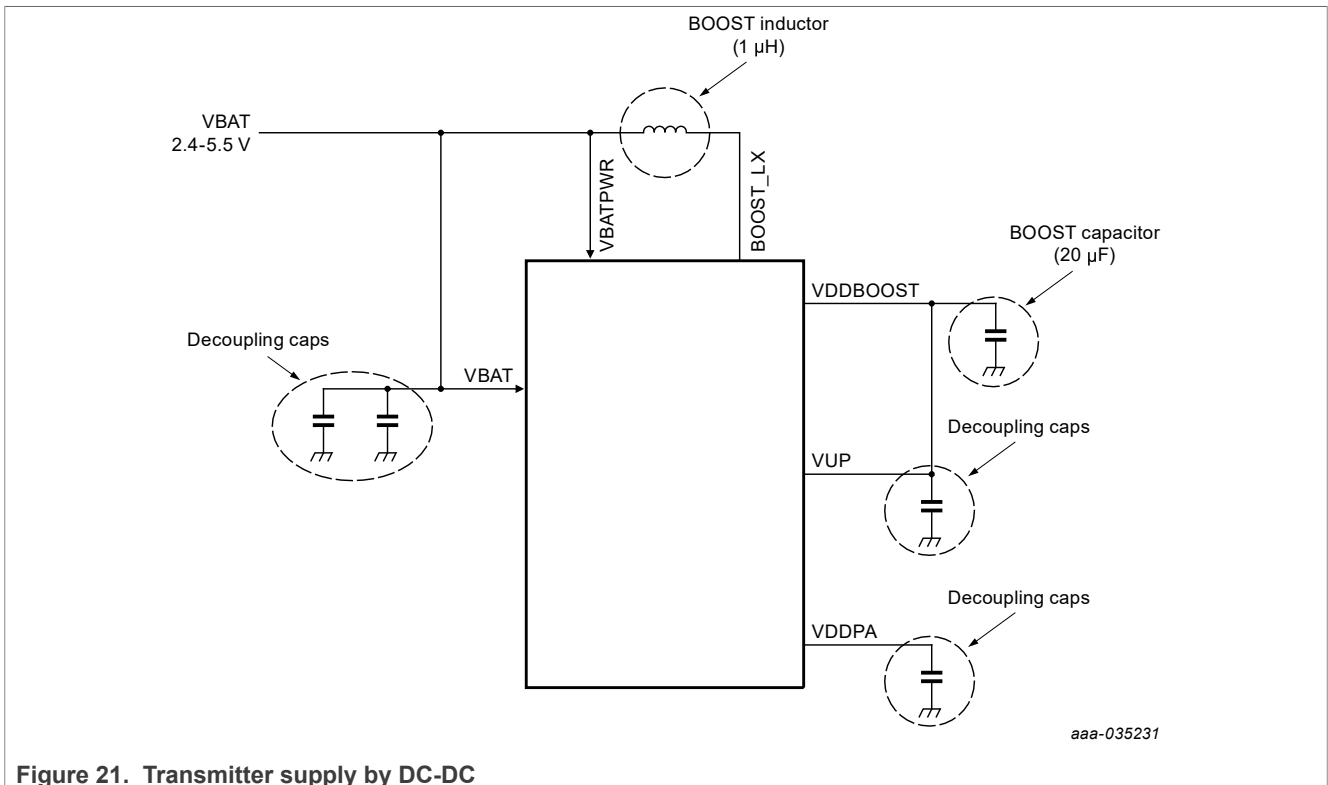 BOOST inductor
(1 µH)
VBAT
2.4-5.5 V
VBATPWR
BOOST_LX
BOOST capacitor
(20 µF)
VDDBOOST
Decoupling caps
VBAT
Decoupling caps
VUP
Decoupling caps
VDDPA
aaa-035231
Figure 21. Transmitter supply by DC-DC